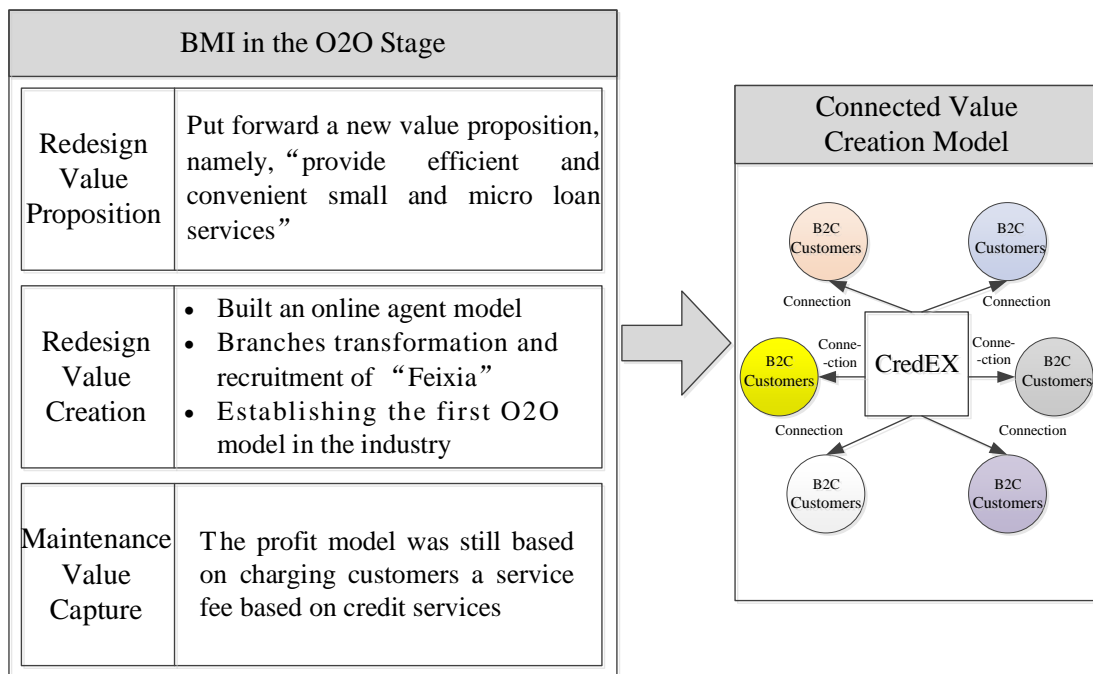 BMI in the O2O Stage
Redesign
Value
Proposition
Put forward a new value proposition,
namely, “provide efficient and
convenient small and micro loan
services”
Redesign
Value
Creation
• Built an online agent model
• Branches transformation and
recruitment of “Feixia”
• Establishing the first O2O
model in the industry
Maintenance
Value
Capture
The profit model was still based
on charging customers a service
fee based on credit services
Connected Value
Creation Model
B2C
Customers
B2C
Customers
Connection
Connection
B2C
Customers
Conne-
-ction
CredEX
Conne-
-ction
B2C
Customers
Connection
Connection
B2C
Customers
B2C
Customers